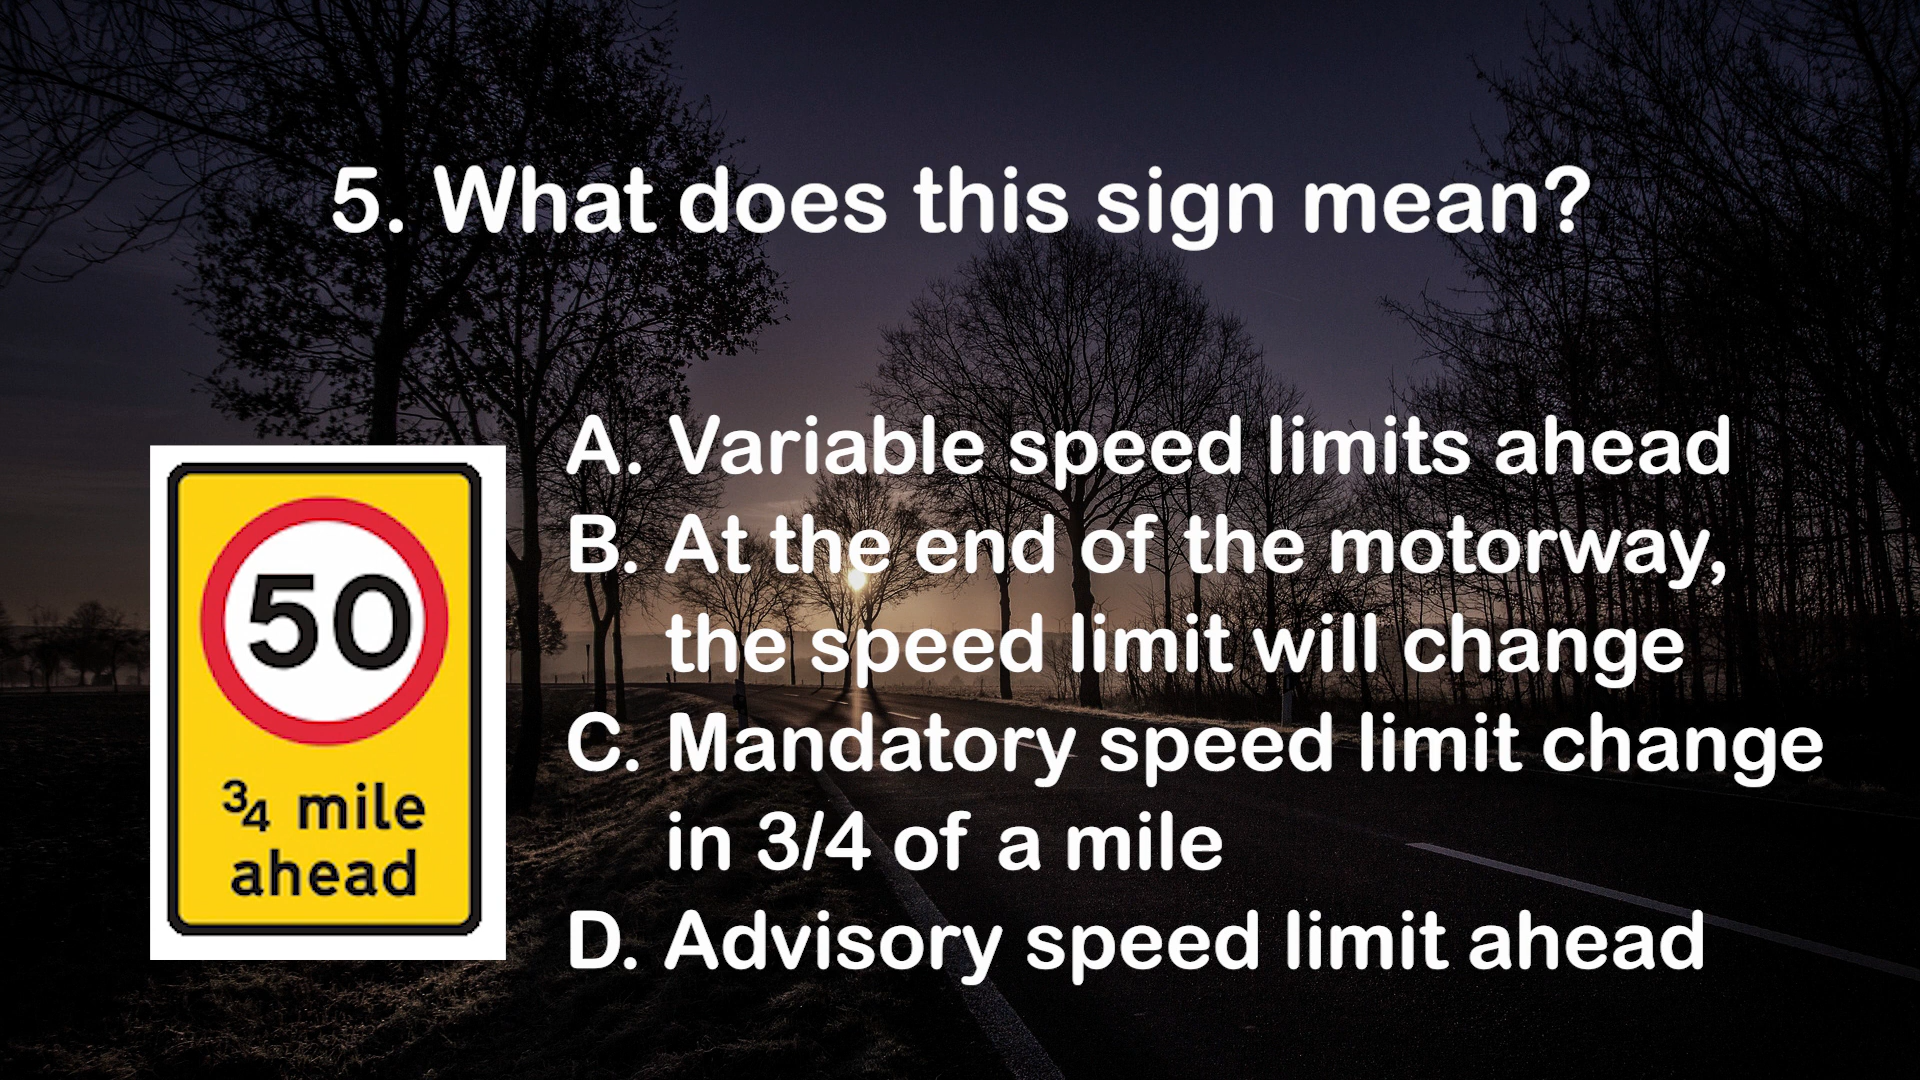 5. What does this sign mean?
50
3/4 mile
ahead
A. Variable speed limits ahead
B. At the end of the motorway,
the speed limit will change
C. Mandatory speed limit change
in 3/4 of a mile
D. Advisory speed limit ahead